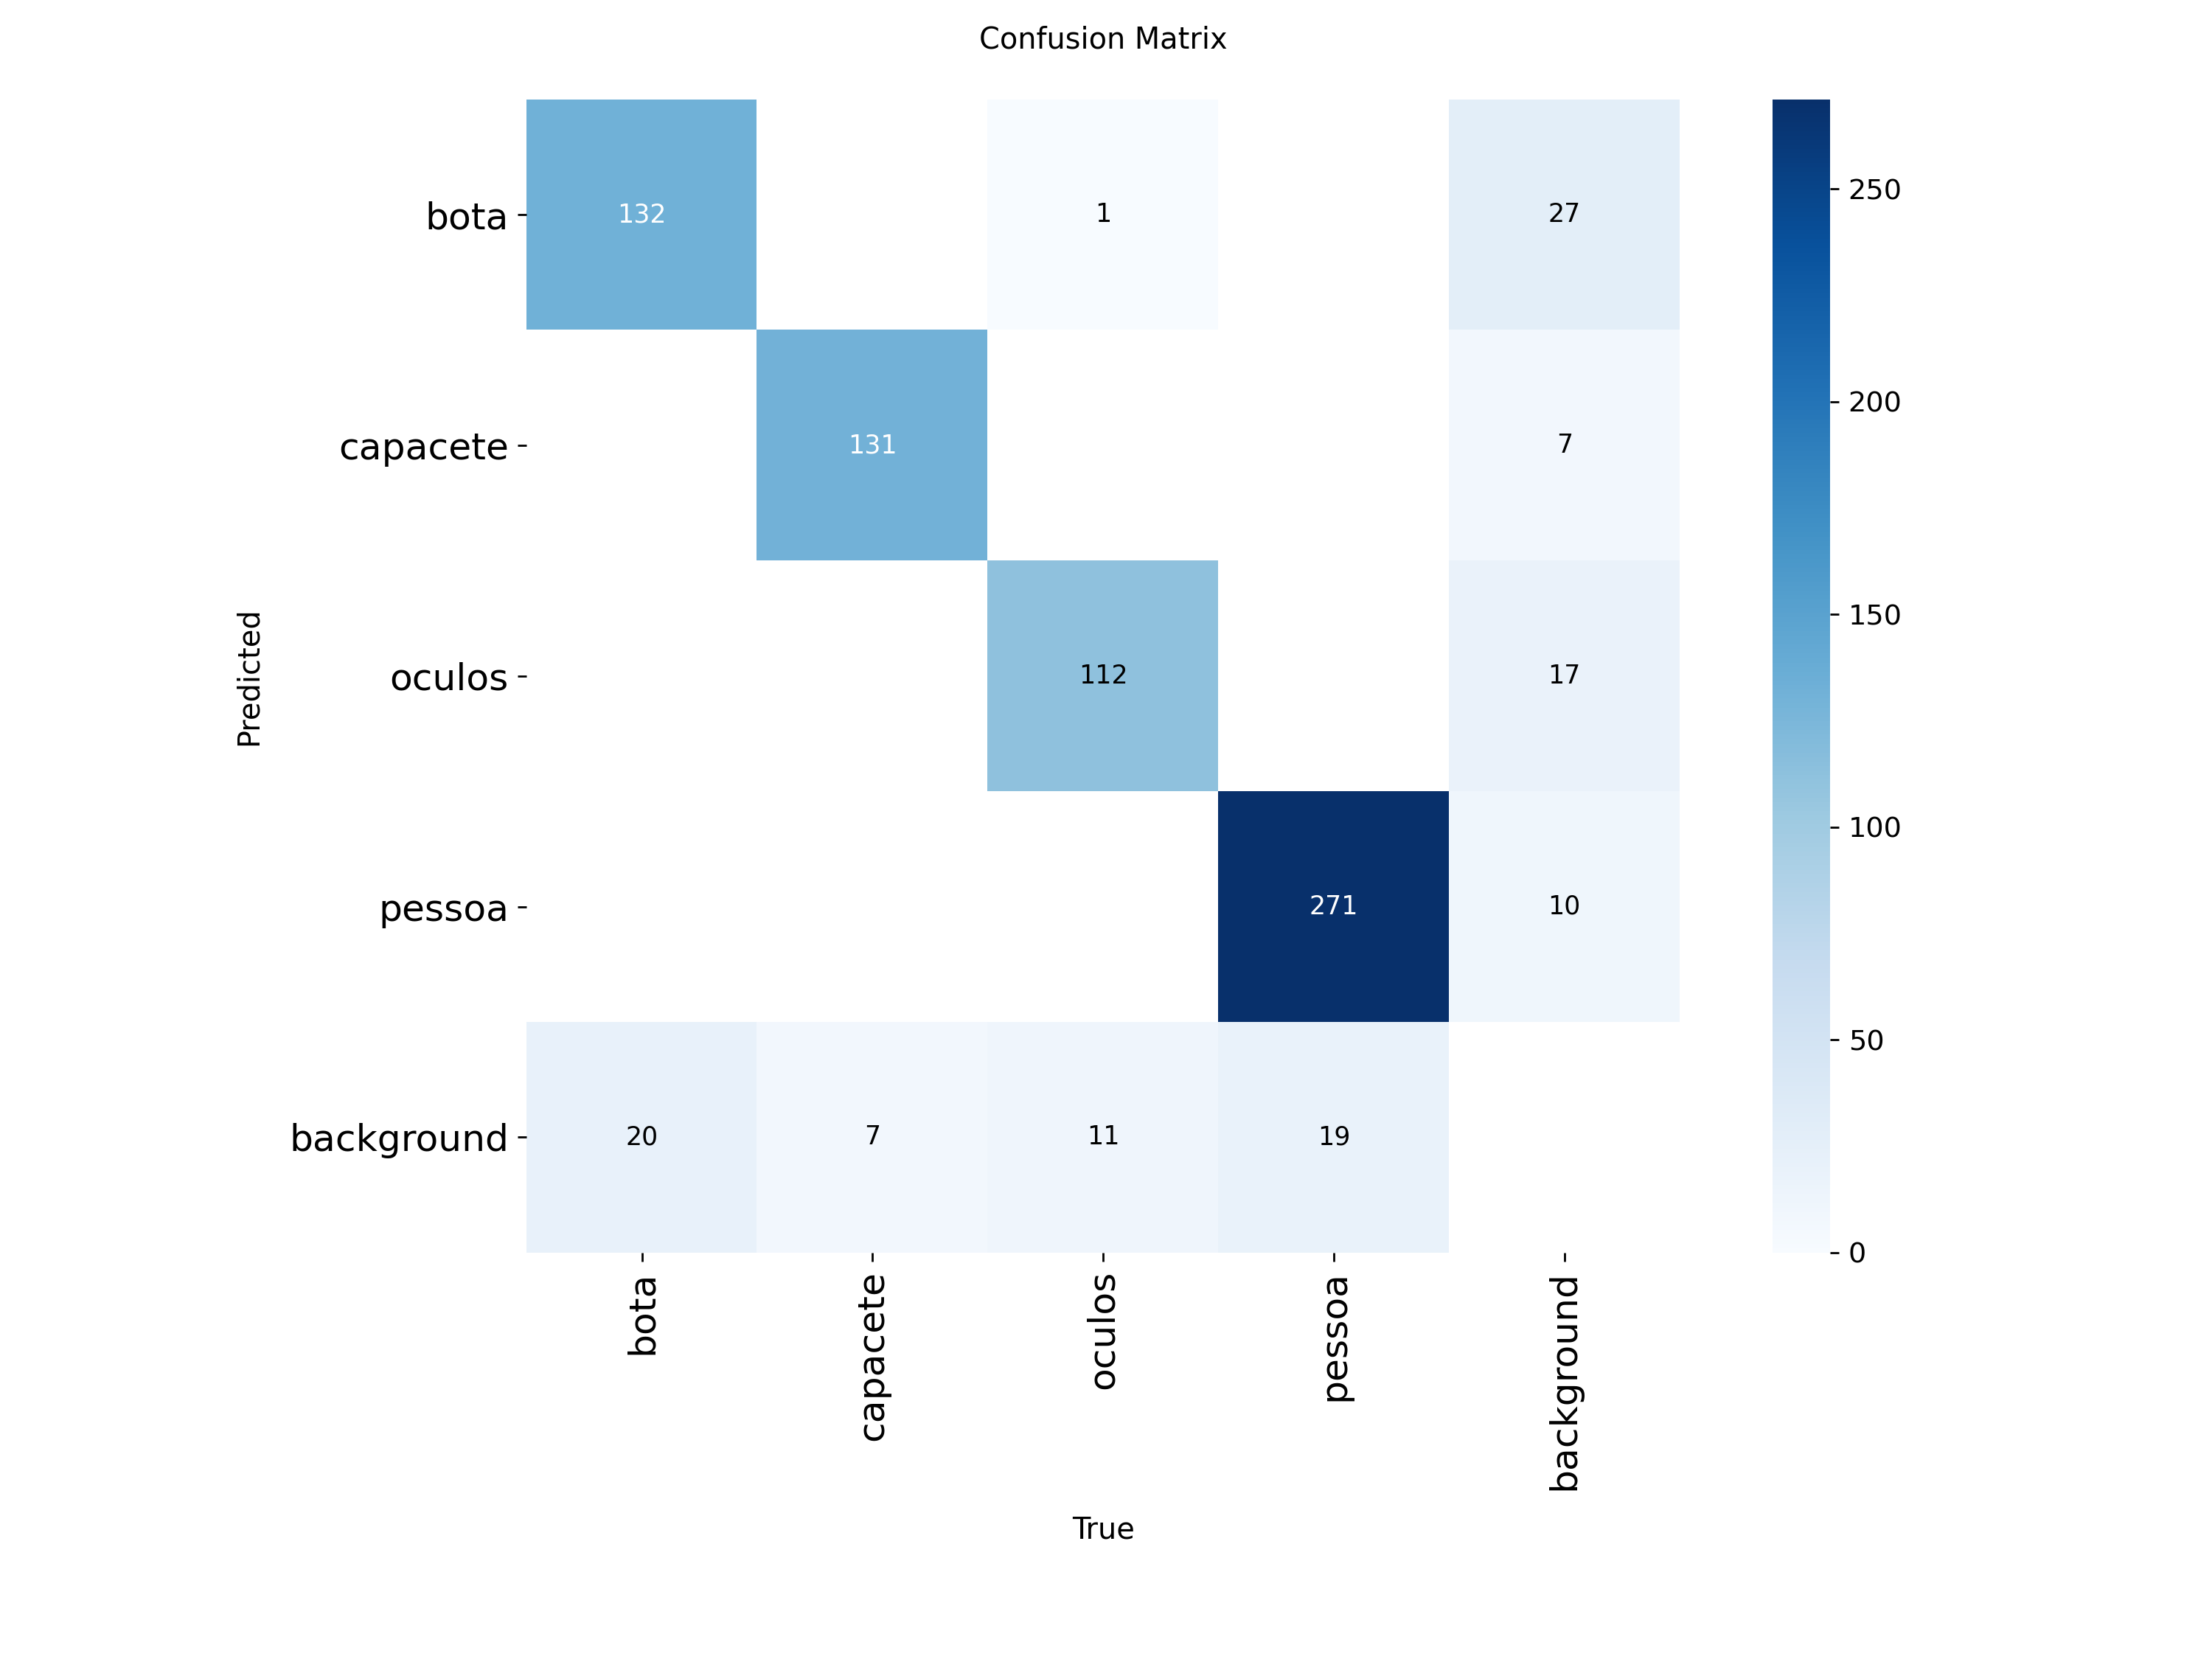 Confusion Matrix
bota
132
1
27
capacete
131
7
oculos
112
17
pessoa
271
10
background
20
7
11
19
Predicted
bota
capacete
oculos
pessoa
background
True
250
200
150
100
50
0